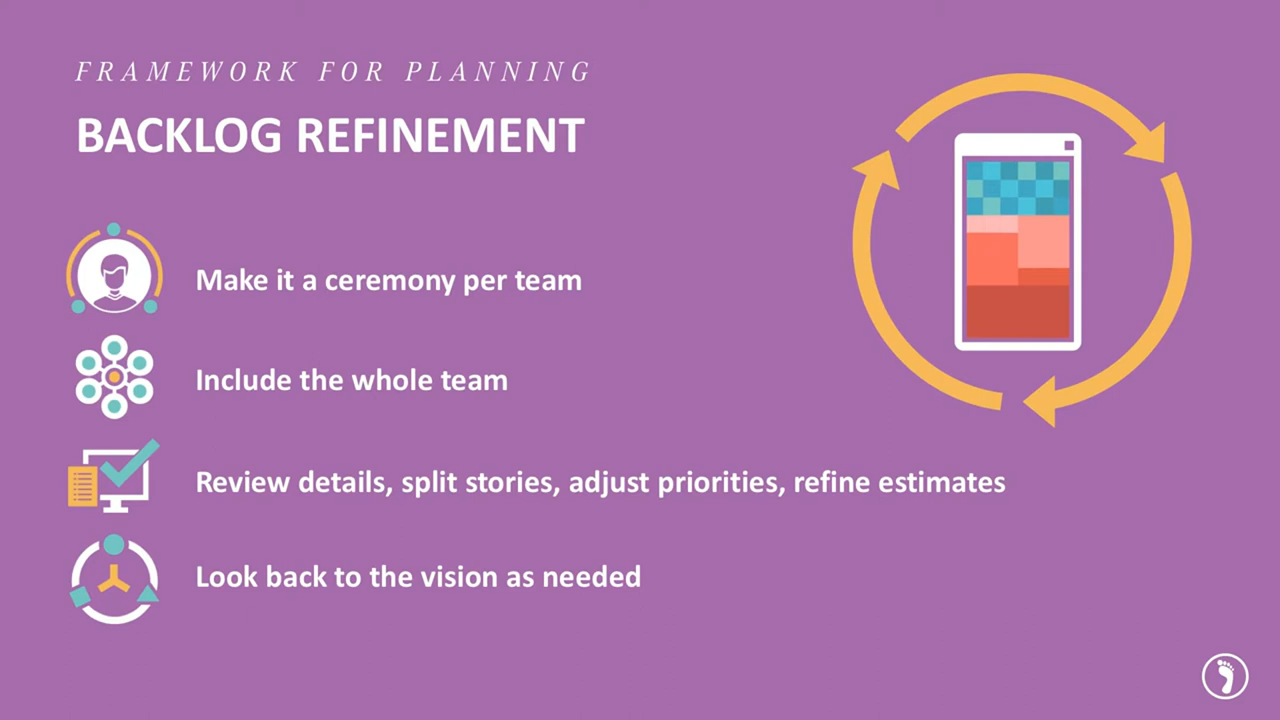 FRAMEWORK FOR PLANNING
BACKLOG REFINEMENT
Make it a ceremony per team
Include the whole team
Review details, split stories, adjust priorities, refine estimates
Look back to the vision as needed